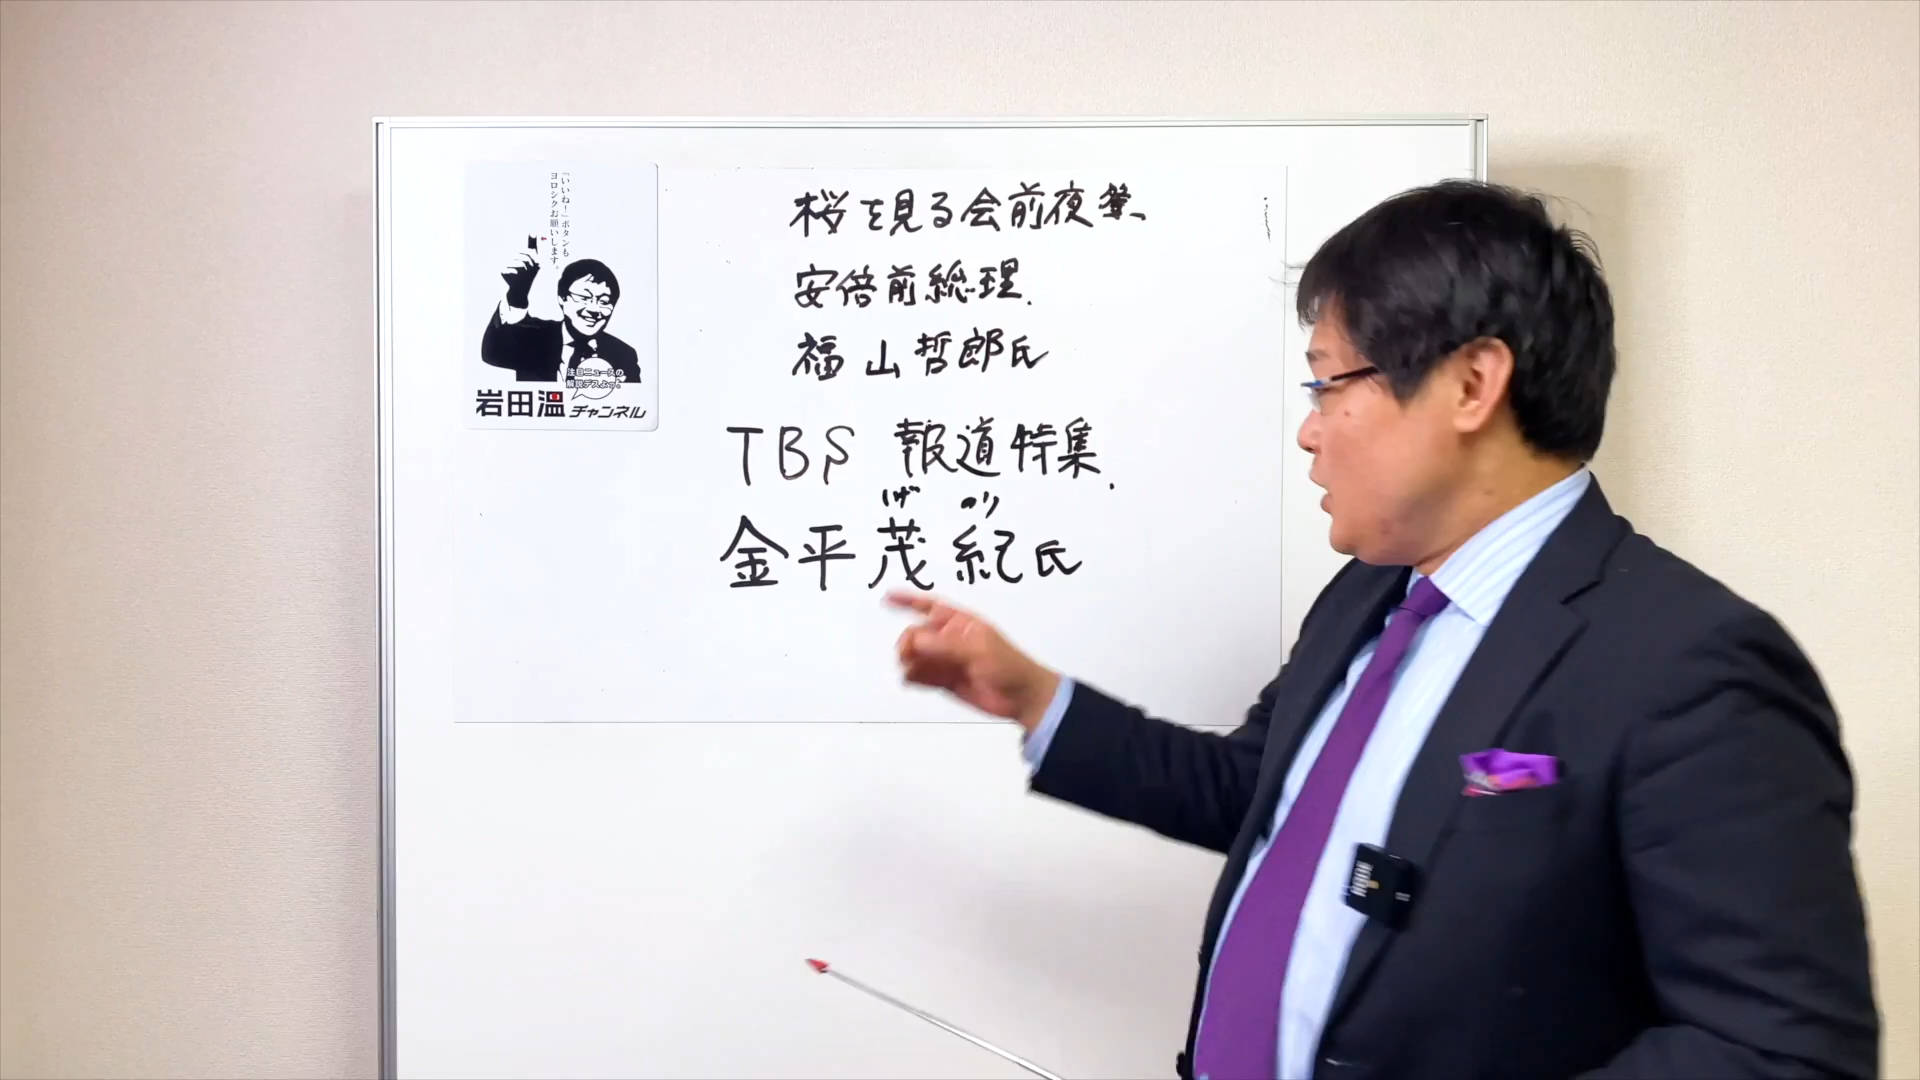 「いいね！」ボタンも
ヨロシクお願いします。
注目ニュースの
解説デスよっ！
岩田温チャンネル
桜を見る会前夜祭
安倍前総理.
福山哲郎氏
TBS 報道特集.
しげ のり
金平茂紀氏